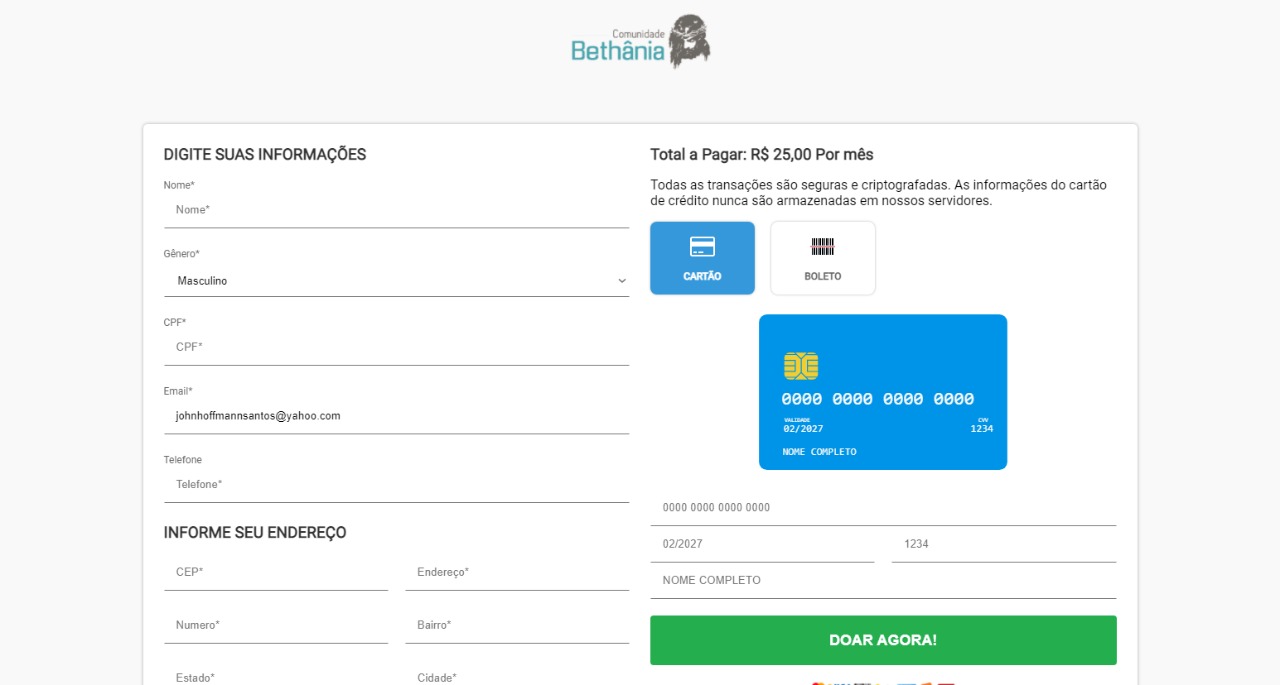 Comunidade
Bethânia
DIGITE SUAS INFORMAÇÕES
Nome*
Nome*
Gênero*
Masculino
CPF*
CPF*
Email*
johnhoffmannsantos@yahoo.com
Telefone
Telefone*
INFORME SEU ENDEREÇO
CEP* Endereço*
Numero* Bairro*
Estado* Cidade*
Total a Pagar: R$ 25,00 Por mês
Todas as transações são seguras e criptografadas. As informações do cartão
de crédito nunca são armazenadas em nossos servidores.
CARTÃO BOLETO
0000 0000 0000 0000
VALIDADE CVV
02/2027 1234
NOME COMPLETO
0000 0000 0000 0000
02/2027 1234
NOME COMPLETO
DOAR AGORA!